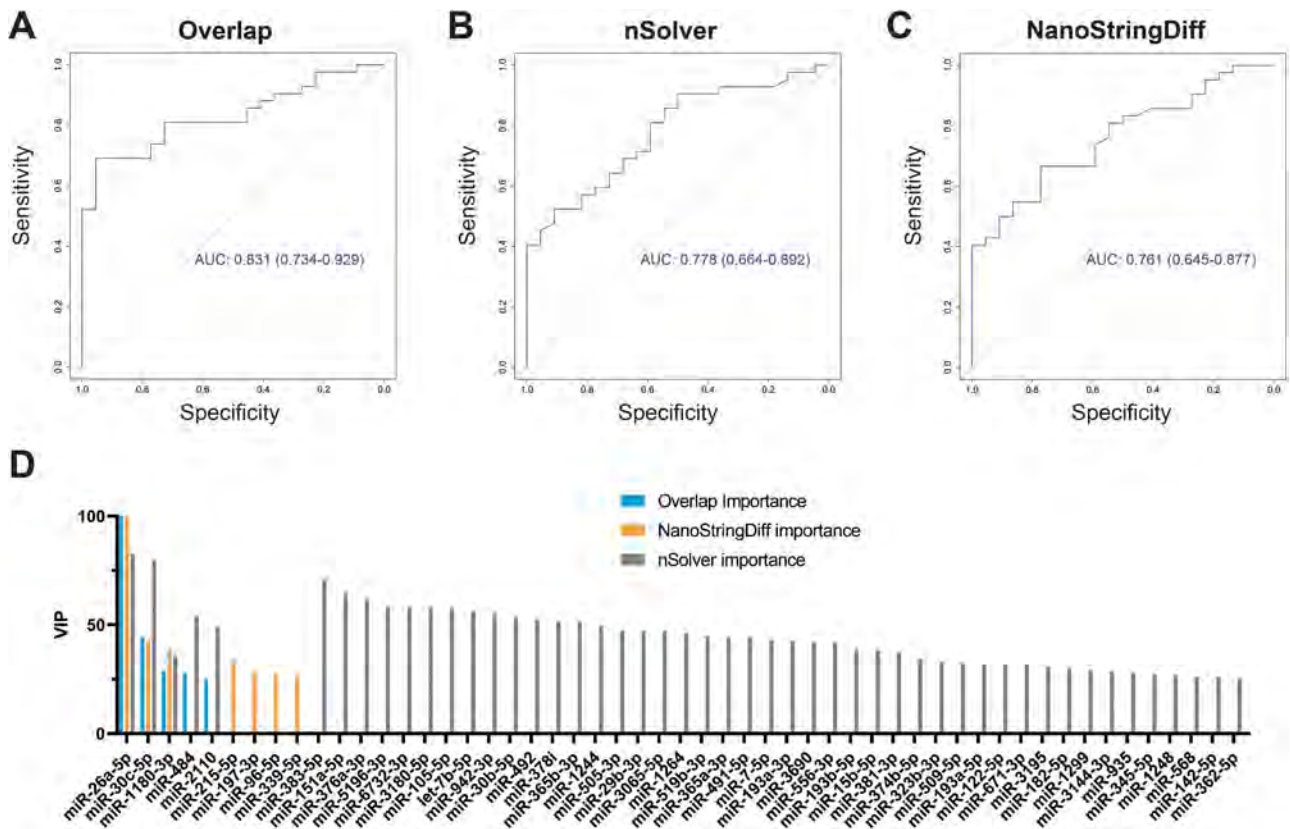 A
Overlap
B
nSolver
C
NanoStringDiff
Sensitivity
1.0
0.8
0.6
0.4
0.2
0.0
AUC: 0.831 (0.734-0.929)
1.0
0.8
0.6
0.4
0.2
0.0
Specificity
Sensitivity
1.0
0.8
0.6
0.4
0.2
0.0
AUC: 0.778 (0.664-0.892)
1.0
0.8
0.6
0.4
0.2
0.0
Specificity
Sensitivity
1.0
0.8
0.6
0.4
0.2
0.0
AUC: 0.761 (0.645-0.877)
1.0
0.8
0.6
0.4
0.2
0.0
Specificity
D
Overlap Importance
NanoStringDiff importance
nSolver importance
VIP
100
50
0
miR-26a-5p
miR-30c-5p
miR-1180-3p
miR-484
miR-2110
miR-215-5p
miR-197-3p
miR-96-5p
miR-339-5p
miR-383-5p
miR-151a-5p
miR-376a-3p
miR-5196-3p
miR-873-3p
miR-3180-5p
miR-3105-5p
let-7b-5p
miR-942-3p
miR-300b-5p
miR-492
miR-378i
miR-365b-3p
miR-1244
miR-505-3p
miR-29b-3p
miR-3065-5p
miR-1264
miR-519b-3p
miR-365a-3p
miR-491-5p
miR-7-5p
miR-193a-3p
miR-3690
miR-556-3p
miR-193b-5p
miR-15b-5p
miR-381-3p
miR-374b-5p
miR-323b-3p
miR-509-5p
miR-193a-5p
miR-122-5p
miR-671-3p
miR-3195
miR-182-5p
miR-1299
miR-3144-3p
miR-935
miR-345-5p
miR-1248
miR-568
miR-142-5p
miR-362-5p